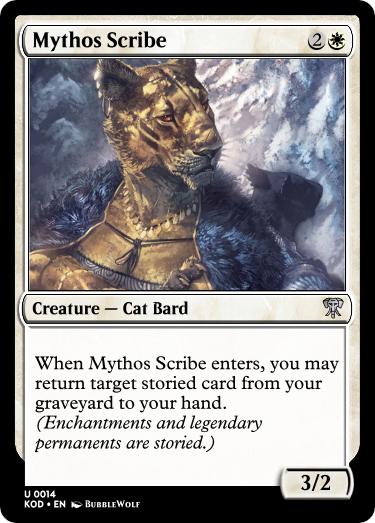 Mythos Scribe 2
Creature — Cat Bard
When Mythos Scribe enters, you may
return target storied card from your
graveyard to your hand.
(Enchantments and legendary
permanents are storied.)
3/2
U 0014
KOD • EN BubbleWolf